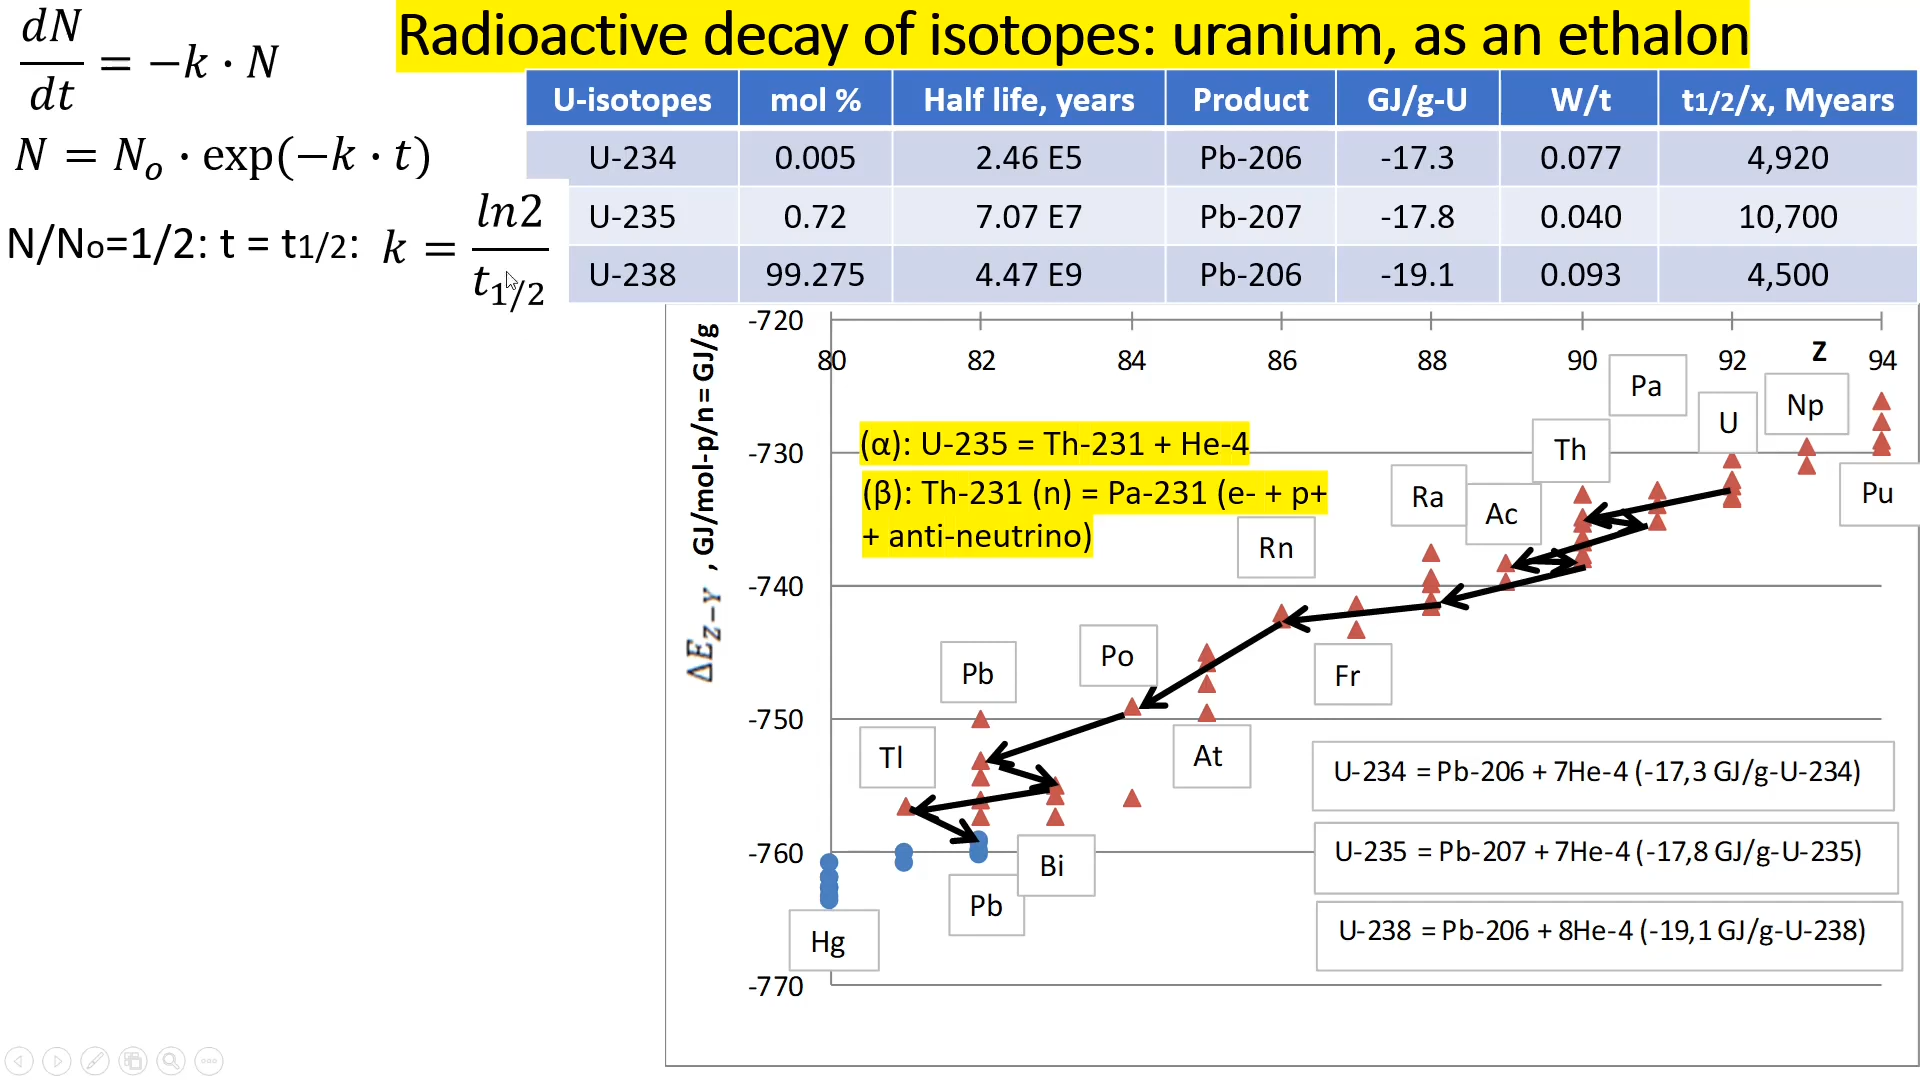 Radioactive decay of isotopes: uranium, as an ethalon
dN/dt = −k · N
N = Nₒ · exp(−k · t)
N/No=1/2: t = t1/2: k = ln2/t₁/₂
U-isotopes mol % Half life, years Product GJ/g-U W/t t1/2/x, Myears
U-234 0.005 2.46 E5 Pb-206 -17.3 0.077 4,920
U-235 0.72 7.07 E7 Pb-207 -17.8 0.040 10,700
U-238 99.275 4.47 E9 Pb-206 -19.1 0.093 4,500
ΔE_Z−Y , GJ/mol-p/n = GJ/g
-720
-730
-740
-750
-760
-770
80 82 84 86 88 90 92 94
Z
(α): U-235 = Th-231 + He-4
(β): Th-231 (n) = Pa-231 (e- + p+
+ anti-neutrino)
Pa
Np
U
Th
Pu
Ra
Ac
Rn
Po
Pb
Fr
Tl
At
Bi
Pb
Hg
U-234 = Pb-206 + 7He-4 (-17,3 GJ/g-U-234)
U-235 = Pb-207 + 7He-4 (-17,8 GJ/g-U-235)
U-238 = Pb-206 + 8He-4 (-19,1 GJ/g-U-238)